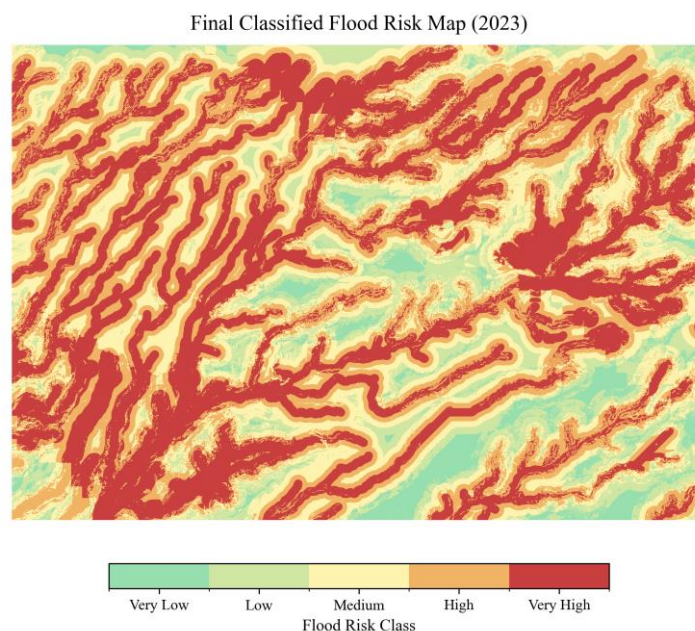 Final Classified Flood Risk Map (2023)
Very Low Low Medium High Very High
Flood Risk Class